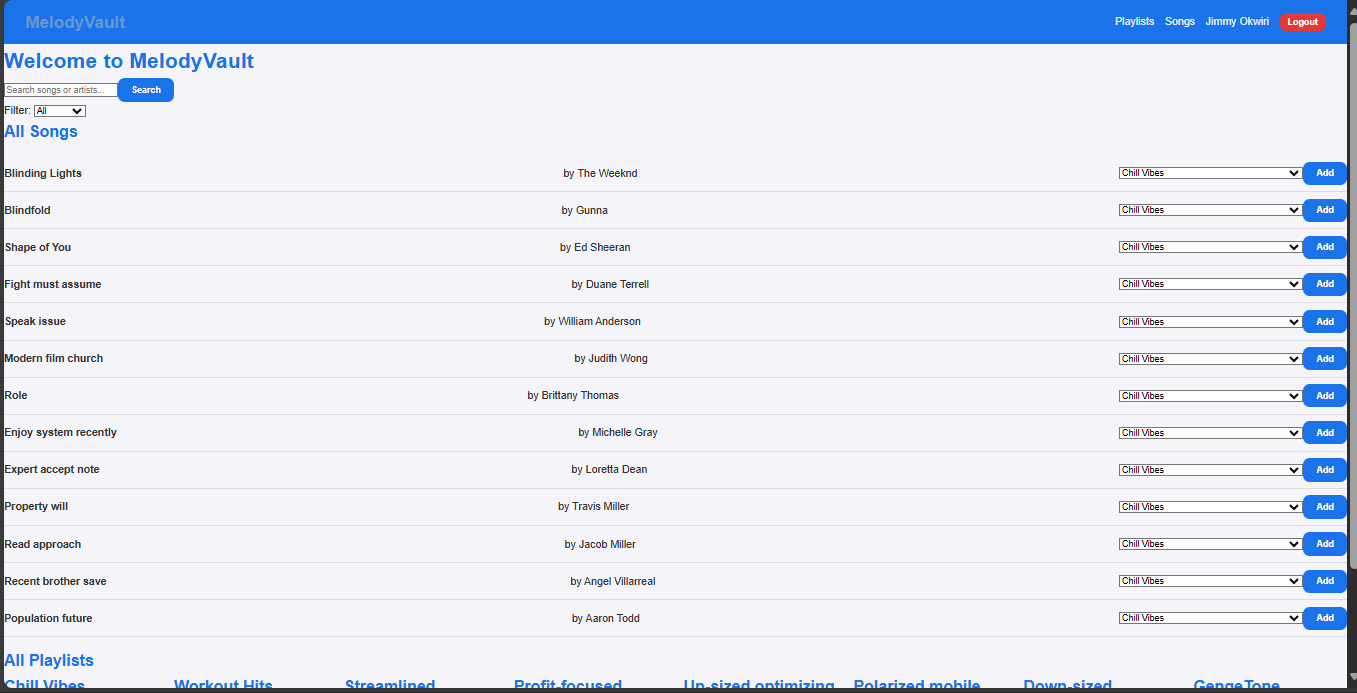 MelodyVault Playlists Songs Jimmy Okwiri Logout
Welcome to MelodyVault
Search songs or artists... Search
Filter: All
All Songs
Blinding Lights by The Weeknd Chill Vibes Add
Blindfold by Gunna Chill Vibes Add
Shape of You by Ed Sheeran Chill Vibes Add
Fight must assume by Duane Terrell Chill Vibes Add
Speak issue by William Anderson Chill Vibes Add
Modern film church by Judith Wong Chill Vibes Add
Role by Brittany Thomas Chill Vibes Add
Enjoy system recently by Michelle Gray Chill Vibes Add
Expert accept note by Loretta Dean Chill Vibes Add
Property will by Travis Miller Chill Vibes Add
Read approach by Jacob Miller Chill Vibes Add
Recent brother save by Angel Villarreal Chill Vibes Add
Population future by Aaron Todd Chill Vibes Add
All Playlists
Chill Vibes Workout Hits Streamlined Profit-focused Up-sized optimizing Polarized mobile Down-sized GengeTone